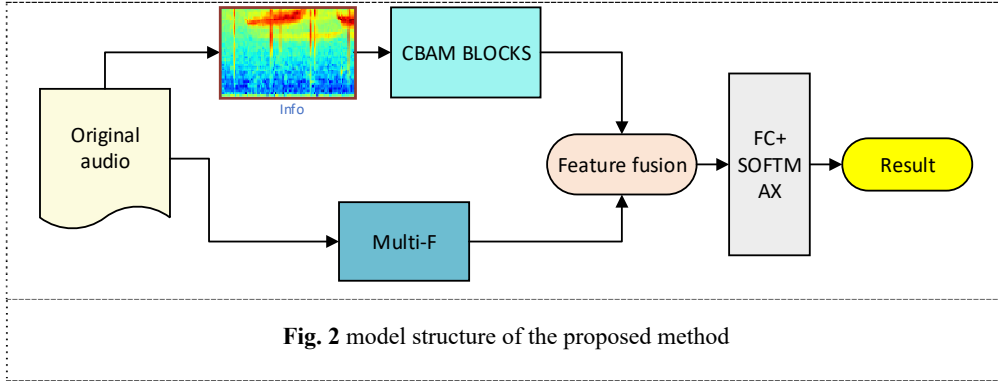 Original
audio
Info
CBAM BLOCKS
Multi-F
Feature fusion
FC+
SOFTM
AX
Result
Fig. 2 model structure of the proposed method